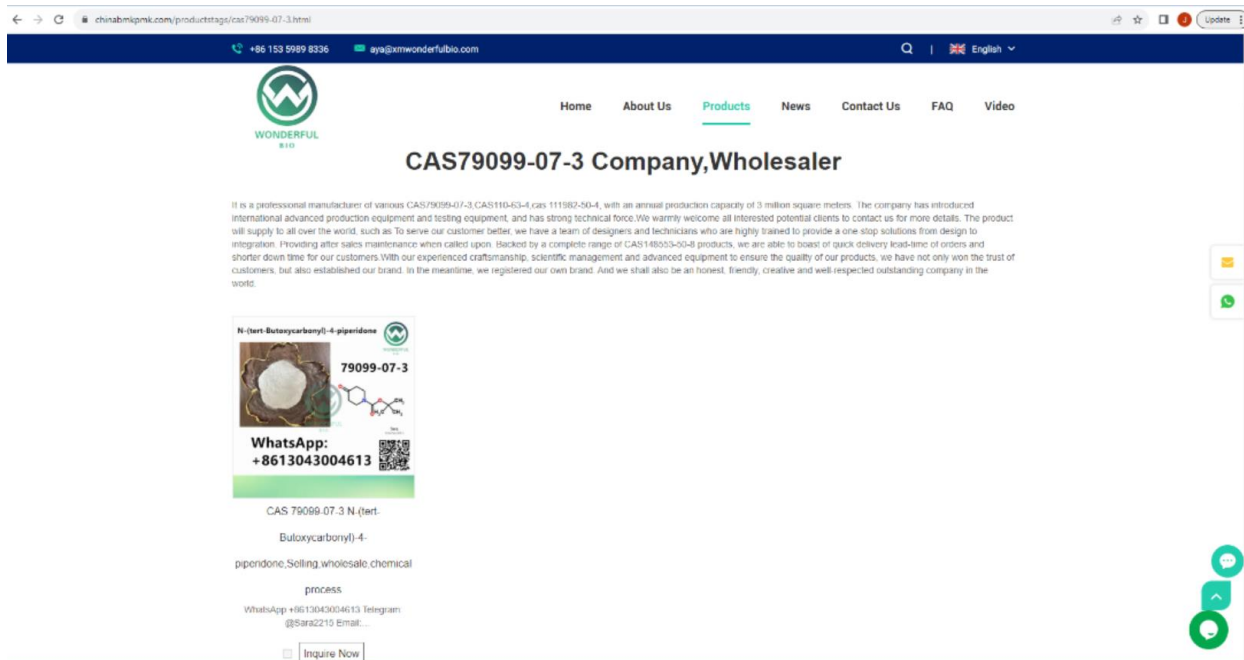 chinabmkpmk.com/productstags/cas79099-07-3.html
Update
+86 153 5989 8336 aya@xmwonderfulbio.com
| English
WONDERFUL
BIO
Home About Us Products News Contact Us FAQ Video
CAS79099-07-3 Company,Wholesaler
It is a professional manufacturer of various CAS79099-07-3,CAS110-63-4,cas 111982-50-4, with an annual production capacity of 3 million square meters. The company has introduced
international advanced production equipment and testing equipment, and has strong technical force.We warmly welcome all interested potential clients to contact us for more details. The product
will supply to all over the world, such as To serve our customer better, we have a team of designers and technicians who are highly trained to provide a one-stop solutions from design to
integration. Providing after sales maintenance when called upon. Backed by a complete range of CAS148553-50-8 products, we are able to boast of quick delivery lead-time of orders and
shorter down time for our customers.With our experienced craftsmanship, scientific management and advanced equipment to ensure the quality of our products, we have not only won the trust of
customers, but also established our brand. In the meantime, we registered our own brand. And we shall also be an honest, friendly, creative and well-respected outstanding company in the
world.
N-(tert-Butoxycarbonyl)-4-piperidone
WONDERFUL
79099-07-3
WhatsApp:
+8613043004613
CAS 79099-07-3 N-(tert-
Butoxycarbonyl)-4-
piperidone,Selling,wholesale,chemical
process
WhatsApp +8613043004613 Telegram:
@Sara2215 Email:...
Inquire Now